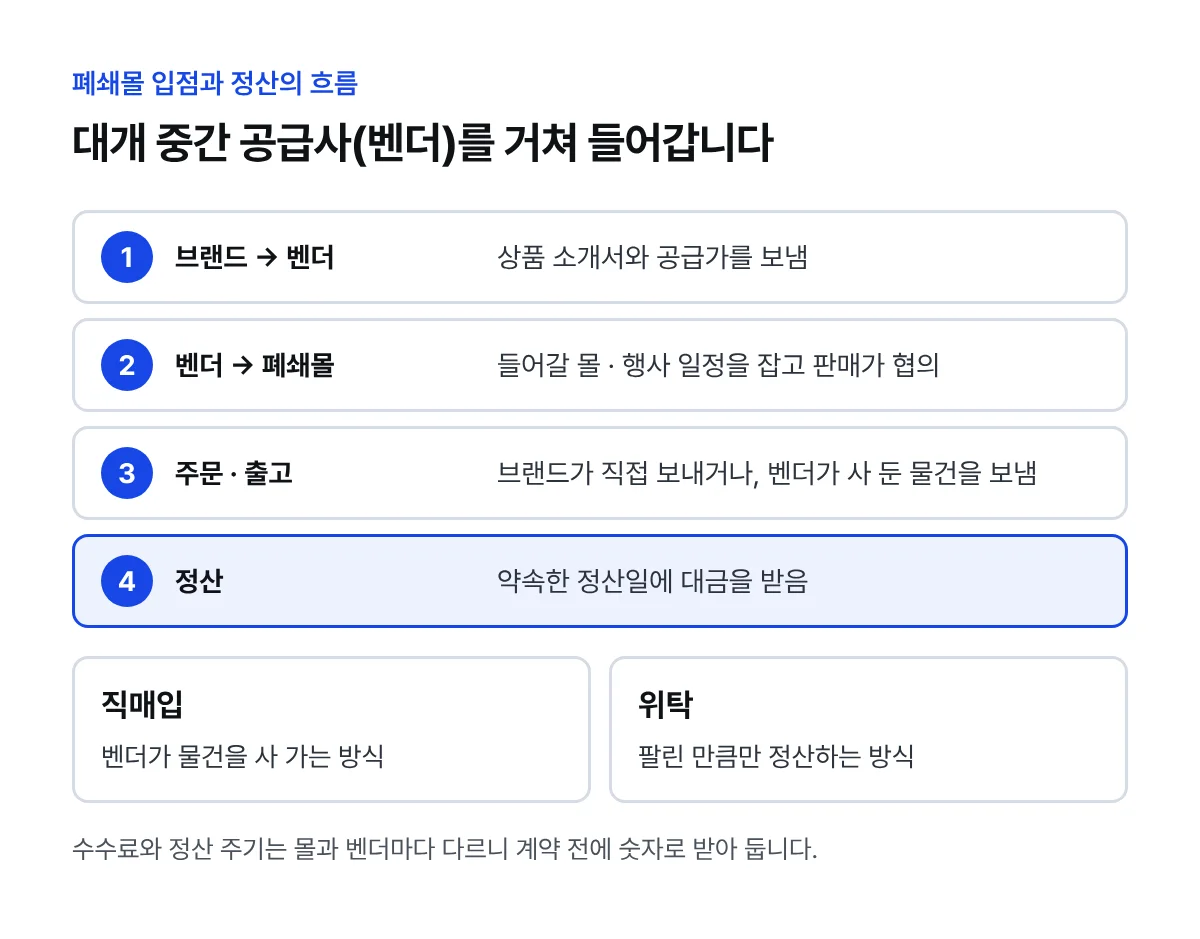 폐쇄몰 입점과 정산의 흐름
대개 중간 공급사(벤더)를 거쳐 들어갑니다
1 브랜드 → 벤더 상품 소개서와 공급가를 보냄
2 벤더 → 폐쇄몰 들어갈 몰 · 행사 일정을 잡고 판매가 협의
3 주문 · 출고 브랜드가 직접 보내거나, 벤더가 사 둔 물건을 보냄
4 정산 약속한 정산일에 대금을 받음
직매입
벤더가 물건을 사 가는 방식
위탁
팔린 만큼만 정산하는 방식
수수료와 정산 주기는 몰과 벤더마다 다르니 계약 전에 숫자로 받아 둡니다.